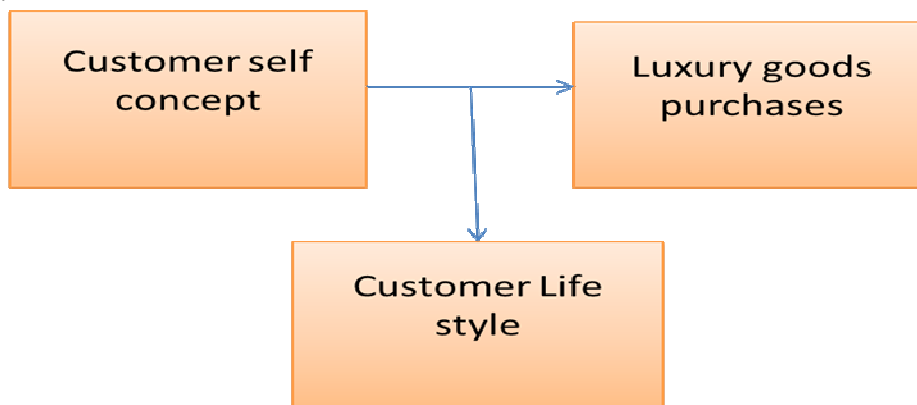 Customer self
concept
Luxury goods
purchases
Customer Life
style